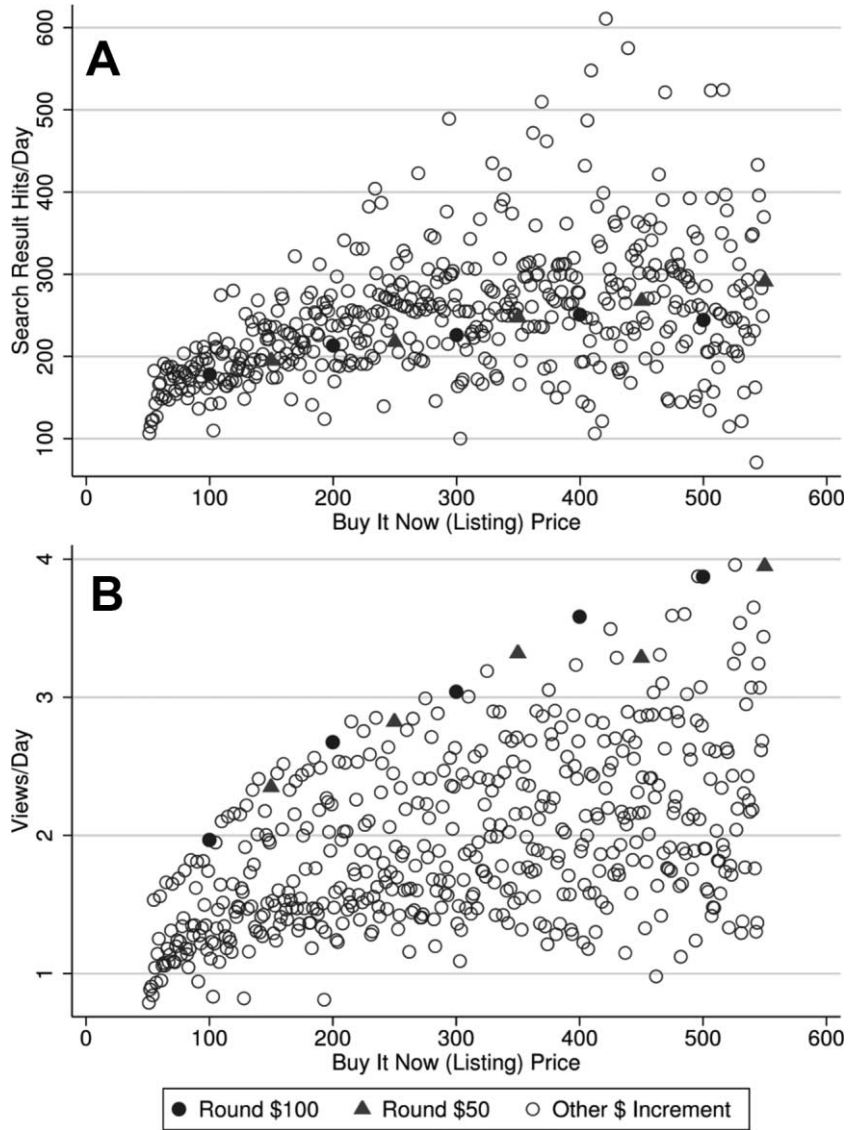 A
Search Result Hits/Day
600
500
400
300
200
100
0 100 200 300 400 500 600
Buy It Now (Listing) Price
B
Views/Day
4
3
2
1
0 100 200 300 400 500 600
Buy It Now (Listing) Price
Round $100 Round $50 Other $ Increment